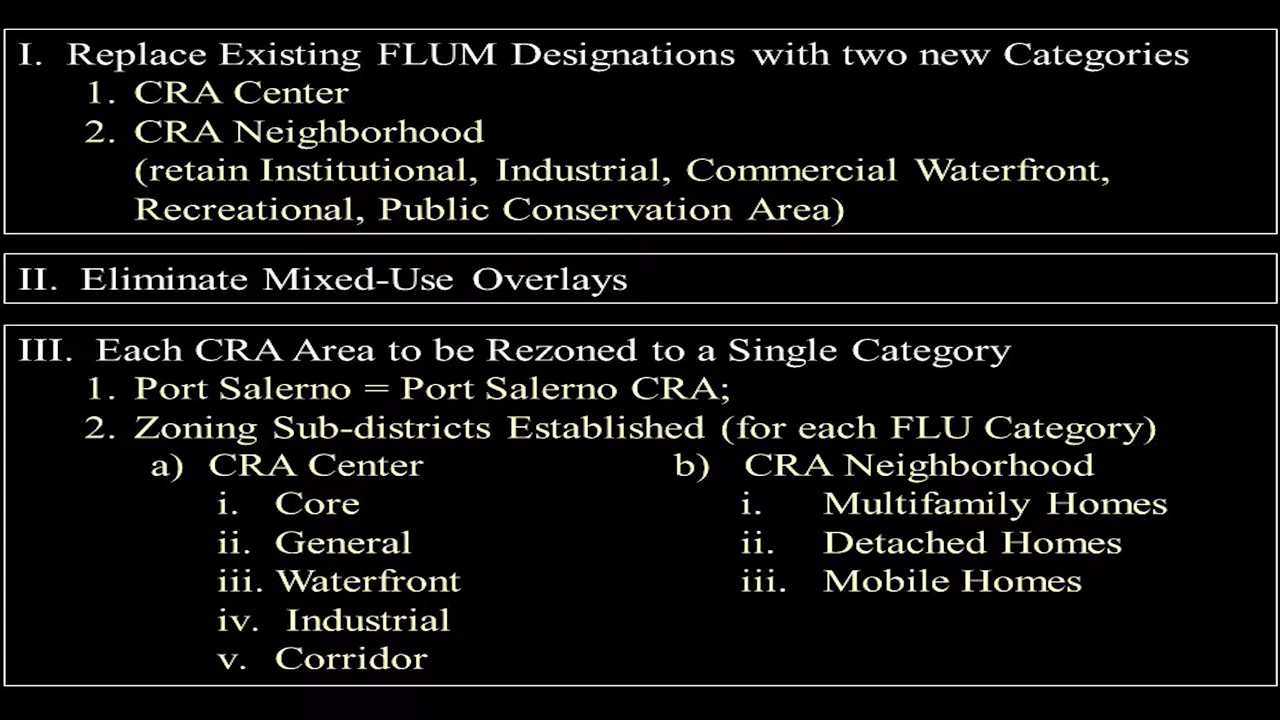 I. Replace Existing FLUM Designations with two new Categories
1. CRA Center
2. CRA Neighborhood
(retain Institutional, Industrial, Commercial Waterfront,
Recreational, Public Conservation Area)
II. Eliminate Mixed-Use Overlays
III. Each CRA Area to be Rezoned to a Single Category
1. Port Salerno = Port Salerno CRA;
2. Zoning Sub-districts Established (for each FLU Category)
a) CRA Center
i. Core
ii. General
iii. Waterfront
iv. Industrial
v. Corridor
b) CRA Neighborhood
i. Multifamily Homes
ii. Detached Homes
iii. Mobile Homes